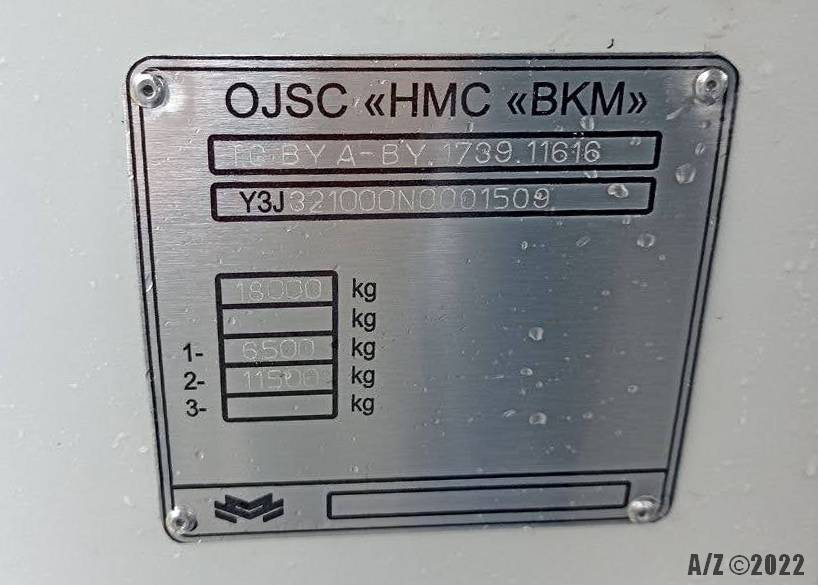 OJSC «HMC «BKM»
TC BY A-BY.1739.11616
Y3J321000N0001509
18000 kg
kg
1- 6500 kg
2- 11500 kg
3- kg
A/Z ©2022